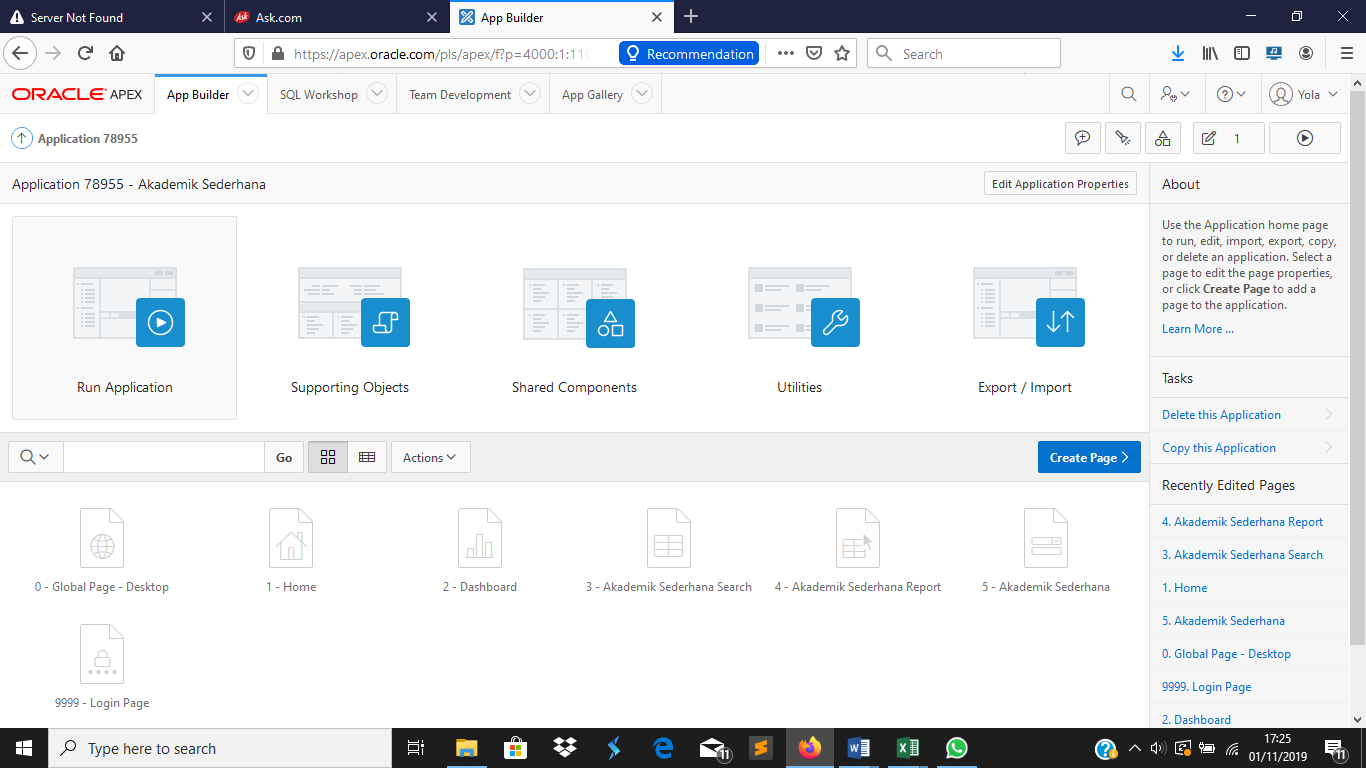 Server Not Found
Ask
Ask.com
App Builder
https://apex.oracle.com/pls/apex/f?p=4000:1:110
Recommendation
Search
ORACLE APEX
App Builder
SQL Workshop
Team Development
App Gallery
Yola
Application 78955
1
Application 78955 - Akademik Sederhana
Edit Application Properties
Run Application
Supporting Objects
Shared Components
Utilities
Export / Import
Go
Actions
Create Page
0 - Global Page - Desktop
1 - Home
2 - Dashboard
3 - Akademik Sederhana Search
4 - Akademik Sederhana Report
5 - Akademik Sederhana
9999 - Login Page
About
Use the Application home page
to run, edit, import, export, copy,
or delete an application. Select a
page to edit the page properties,
or click Create Page to add a
page to the application.
Learn More ...
Tasks
Delete this Application
Copy this Application
Recently Edited Pages
4. Akademik Sederhana Report
3. Akademik Sederhana Search
1. Home
5. Akademik Sederhana
0. Global Page - Desktop
9999. Login Page
2. Dashboard
Type here to search
11
17:25
01/11/2019
11